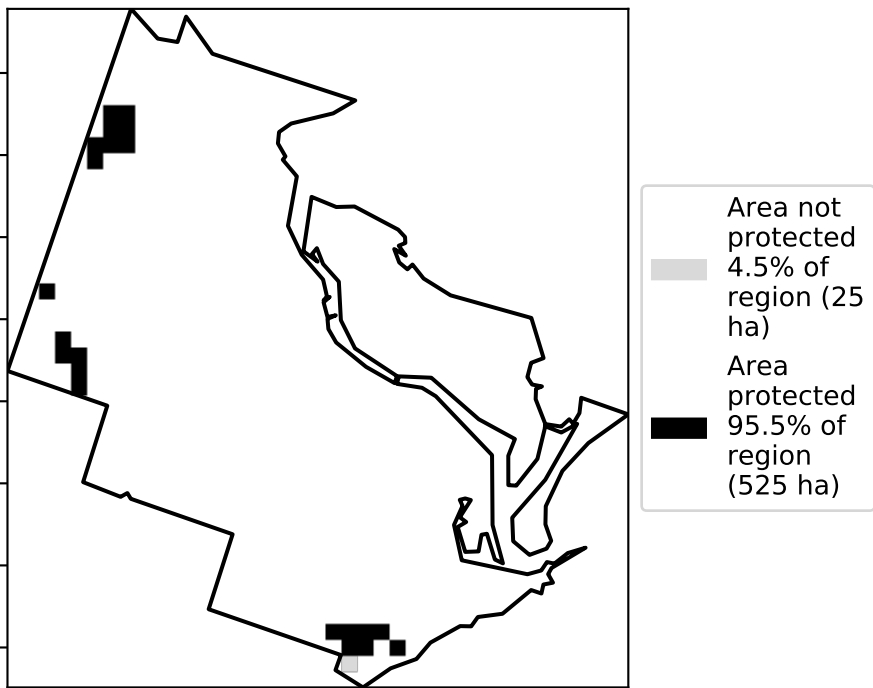 Area not
protected
4.5% of
region (25
ha)
Area
protected
95.5% of
region
(525 ha)